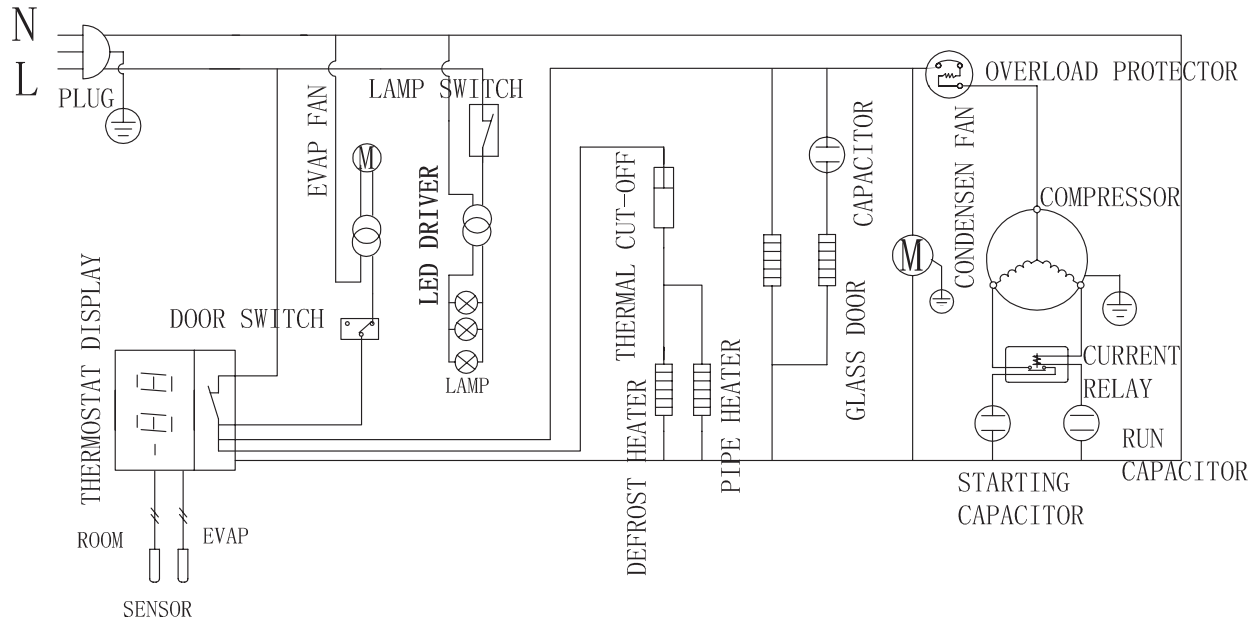 N
L
PLUG
LAMP SWITCH
OVERLOAD PROTECTOR
EVAP FAN
M
LED DRIVER
THERMAL CUT-OFF
CAPACITOR
CONDENSEN FAN
COMPRESSOR
M
DOOR SWITCH
THERMOSTAT DISPLAY
LAMP
DEFROST HEATER
PIPE HEATER
GLASS DOOR
CURRENT
RELAY
RUN
CAPACITOR
STARTING
CAPACITOR
ROOM
EVAP
SENSOR